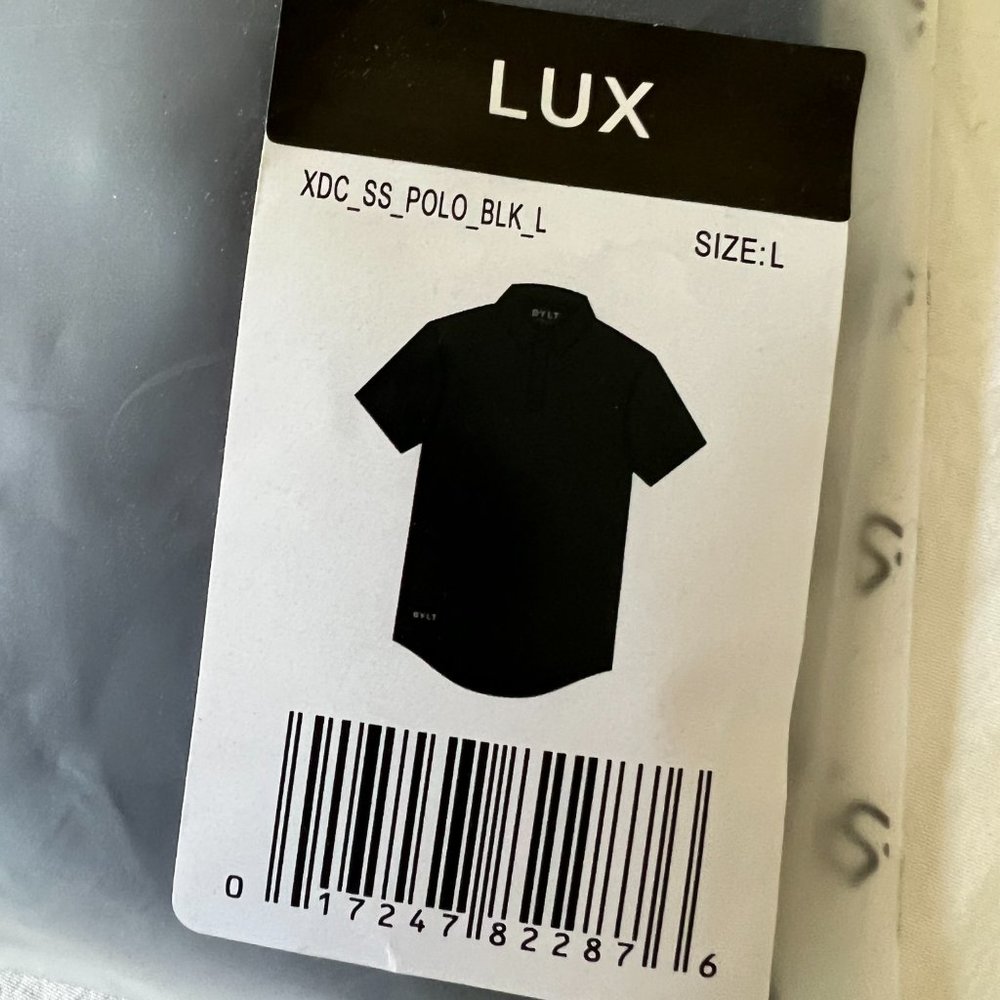 LUX
XDC_SS_POLO_BLK_L
SIZE:L
BYLT
BYLT
0 17247 82287 6
S
S